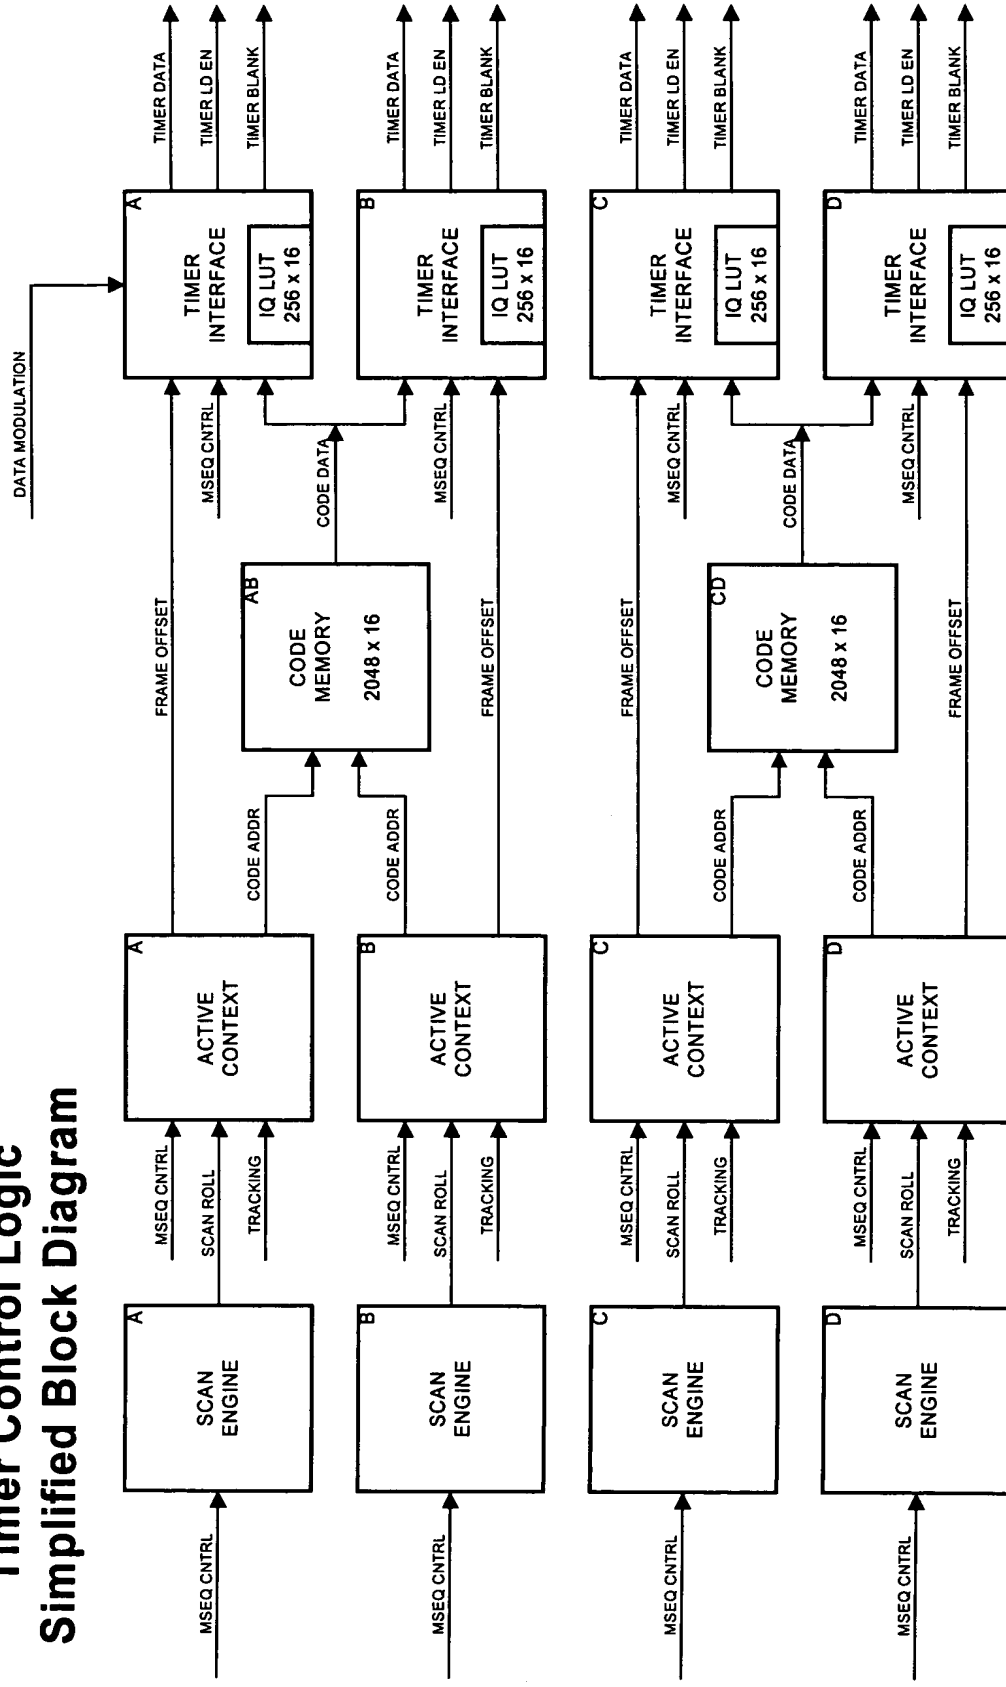 Timer Control Logic
Simplified Block Diagram
DATA MODULATION
MSEQ CNTRL
A
SCAN
ENGINE
MSEQ CNTRL
SCAN ROLL
TRACKING
A
ACTIVE
CONTEXT
FRAME OFFSET
CODE ADDR
MSEQ CNTRL
A
TIMER
INTERFACE
IQ LUT
256 x 16
TIMER DATA
TIMER LD EN
TIMER BLANK
AB
CODE
MEMORY
2048 x 16
CODE DATA
MSEQ CNTRL
B
SCAN
ENGINE
MSEQ CNTRL
SCAN ROLL
TRACKING
B
ACTIVE
CONTEXT
CODE ADDR
FRAME OFFSET
MSEQ CNTRL
B
TIMER
INTERFACE
IQ LUT
256 x 16
TIMER DATA
TIMER LD EN
TIMER BLANK
MSEQ CNTRL
C
SCAN
ENGINE
MSEQ CNTRL
SCAN ROLL
TRACKING
C
ACTIVE
CONTEXT
FRAME OFFSET
CODE ADDR
MSEQ CNTRL
C
TIMER
INTERFACE
IQ LUT
256 x 16
TIMER DATA
TIMER LD EN
TIMER BLANK
CD
CODE
MEMORY
2048 x 16
CODE DATA
MSEQ CNTRL
D
SCAN
ENGINE
MSEQ CNTRL
SCAN ROLL
TRACKING
D
ACTIVE
CONTEXT
CODE ADDR
FRAME OFFSET
MSEQ CNTRL
D
TIMER
INTERFACE
IQ LUT
256 x 16
TIMER DATA
TIMER LD EN
TIMER BLANK